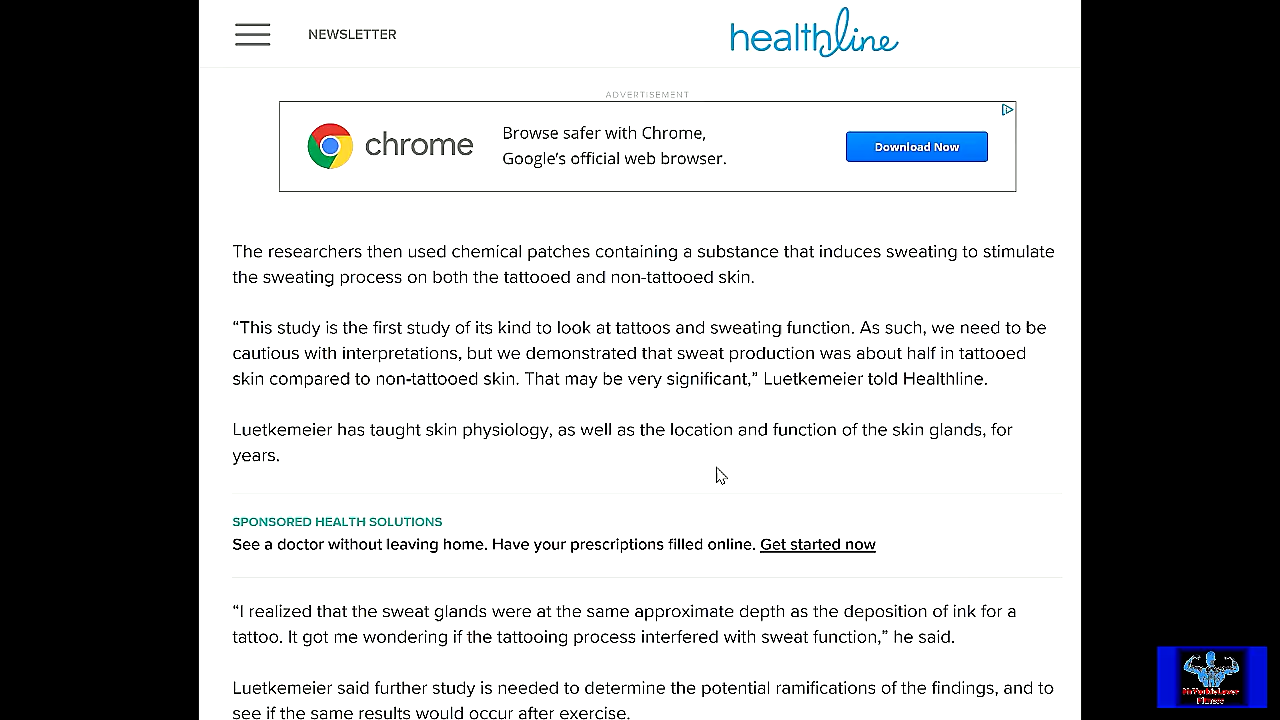 NEWSLETTER
healthline
ADVERTISEMENT
chrome
Browse safer with Chrome,
Google's official web browser.
Download Now
The researchers then used chemical patches containing a substance that induces sweating to stimulate
the sweating process on both the tattooed and non-tattooed skin.
“This study is the first study of its kind to look at tattoos and sweating function. As such, we need to be
cautious with interpretations, but we demonstrated that sweat production was about half in tattooed
skin compared to non-tattooed skin. That may be very significant,” Luetkemeier told Healthline.
Luetkemeier has taught skin physiology, as well as the location and function of the skin glands, for
years.
SPONSORED HEALTH SOLUTIONS
See a doctor without leaving home. Have your prescriptions filled online. Get started now
“I realized that the sweat glands were at the same approximate depth as the deposition of ink for a
tattoo. It got me wondering if the tattooing process interfered with sweat function,” he said.
Luetkemeier said further study is needed to determine the potential ramifications of the findings, and to
see if the same results would occur after exercise.
Fitness